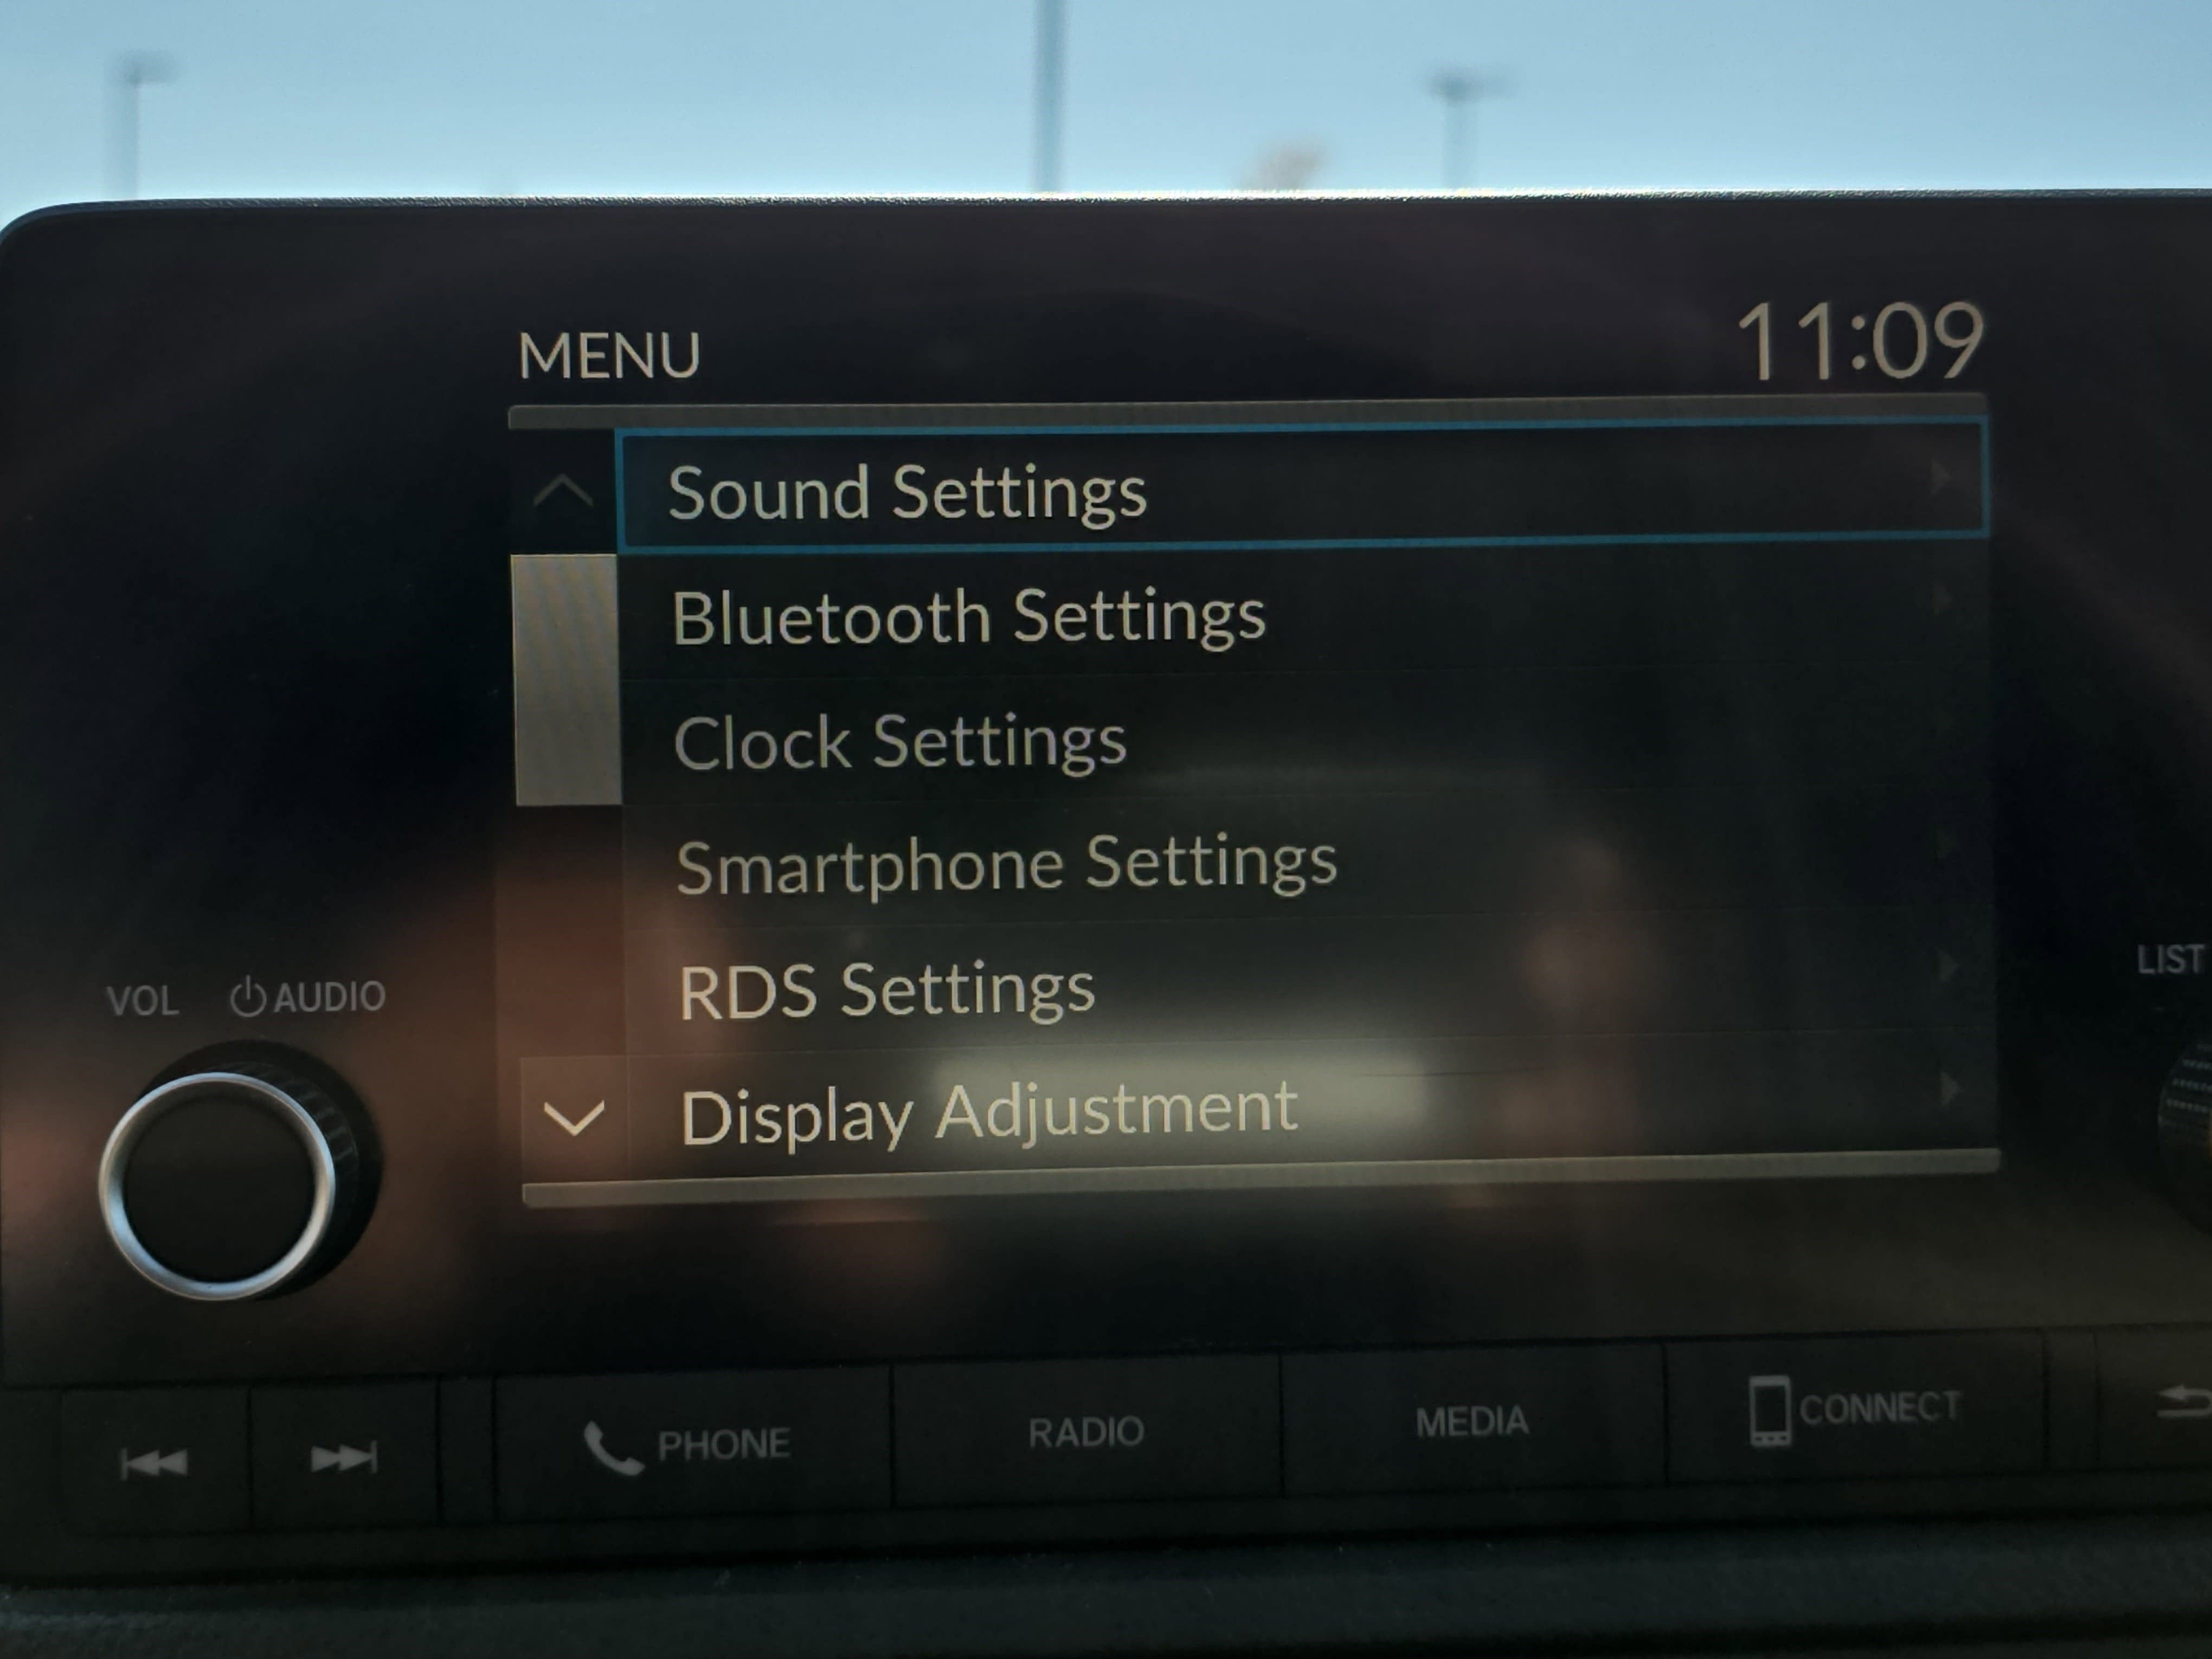 MENU 11:09
Sound Settings
Bluetooth Settings
Clock Settings
Smartphone Settings
RDS Settings
Display Adjustment
VOL AUDIO
LIST
PHONE RADIO MEDIA CONNECT